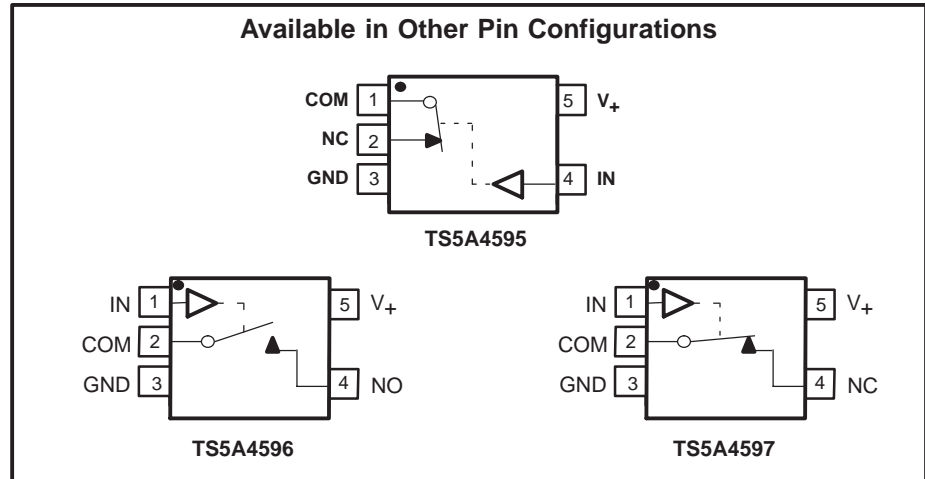 Available in Other Pin Configurations
COM 1 5 V+
NC 2
GND 3 4 IN
TS5A4595
IN 1 5 V+
COM 2
GND 3 4 NO
TS5A4596
IN 1 5 V+
COM 2
GND 3 4 NC
TS5A4597